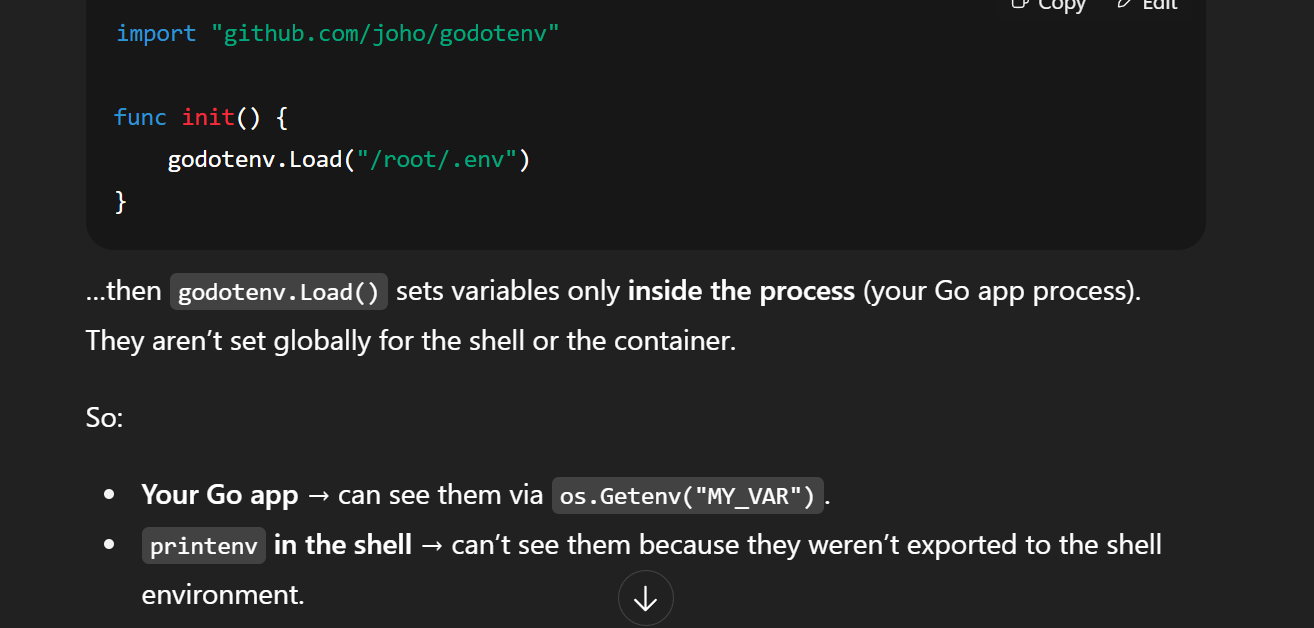 Copy Edit
import "github.com/joho/godotenv"
func init() {
godotenv.Load("/root/.env")
}
...then godotenv.Load() sets variables only inside the process (your Go app process).
They aren’t set globally for the shell or the container.
So:
• Your Go app → can see them via os.Getenv("MY_VAR").
• printenv in the shell → can’t see them because they weren’t exported to the shell
environment.